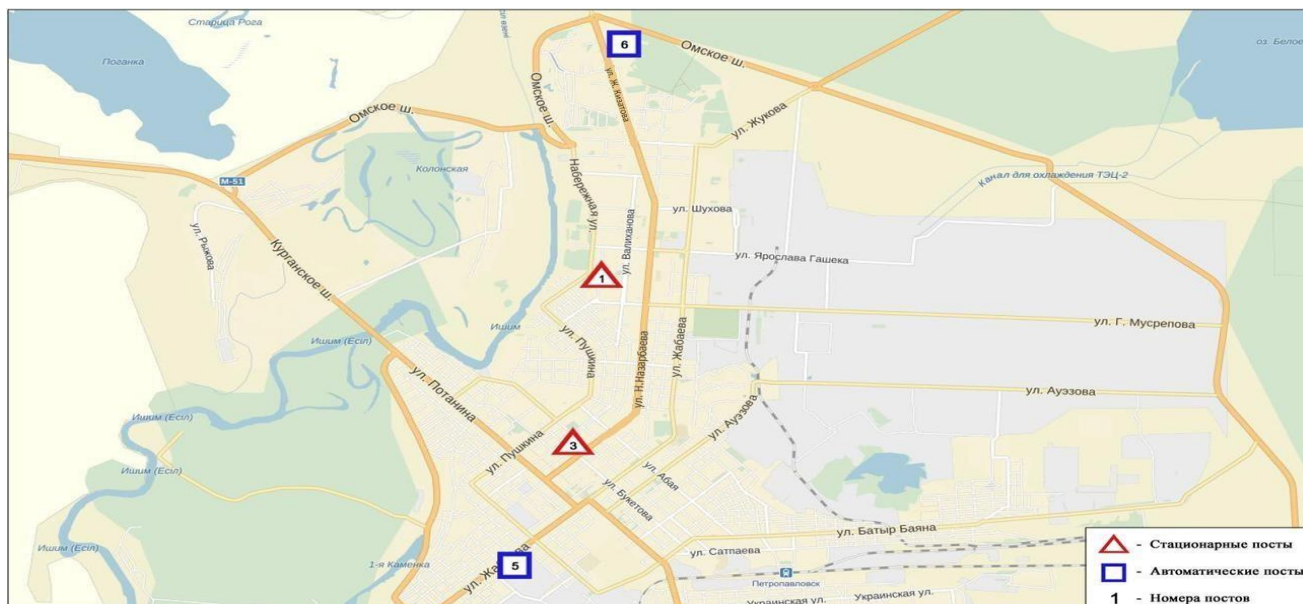 Старица Рога
Поганка
6
Омское ш.
оз. Белое
ул. Ж. Кизатова
Омское ш.
ул. Жукова
Омское ш.
Колонская
Канал для охлаждения ТЭЦ-2
М-51
Набережная ул.
ул. Шухова
ул. Рыжова
ул. Валиханова
Курганское ш.
ул. Ярослава Гашека
1
Ишим
ул. Г. Мусрепова
Ишим (Есіл)
ул. Пушкина
ул. Н.Назарбаева
ул. Жабаева
ул. Потанина
ул. Ауэзова
Ишим (Есіл)
ул. Ауэзова
ул. Пушкина
3
Ишим (Есіл)
ул. Абая
ул. Букетова
ул. Батыр Баяна
Ишим (Есіл)
ул. Сатпаева
1-я Каменка
5
Петропавловск
Украинская ул.
Украинская ул.
- Стационарные посты
- Автоматические посты
1 - Номера постов